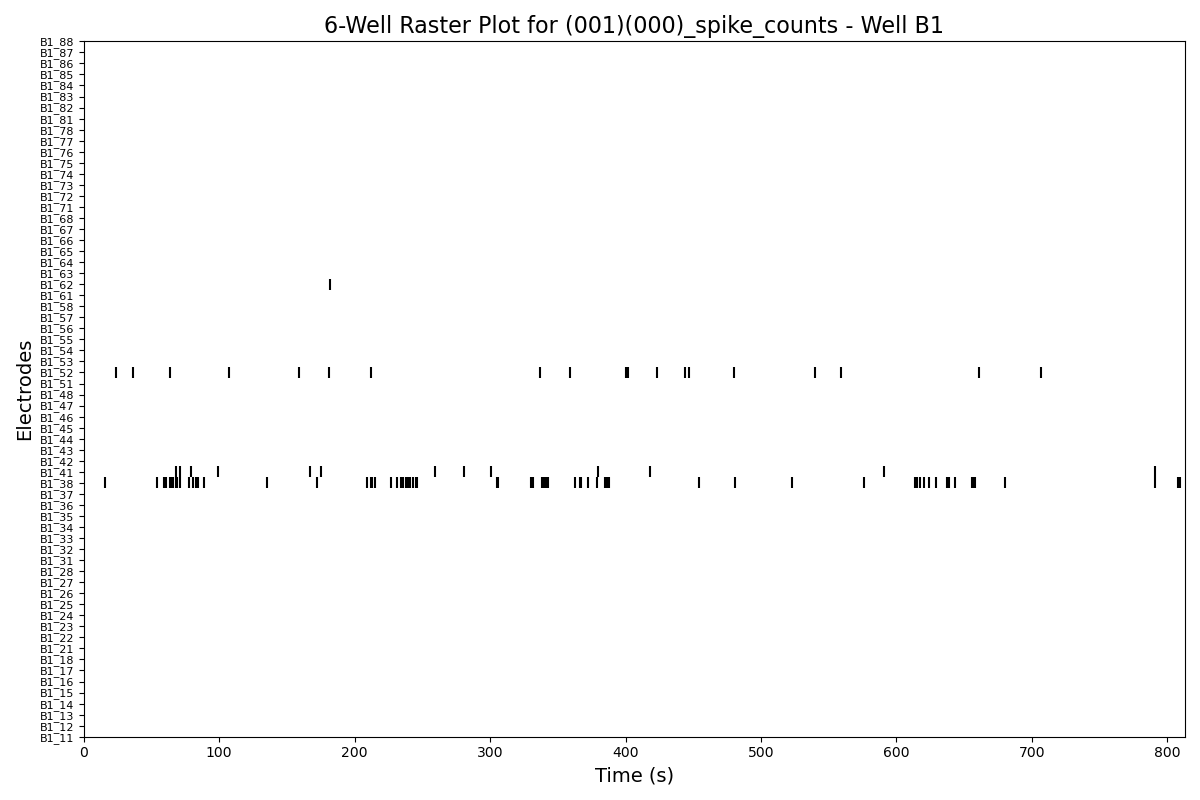 6-Well Raster Plot for (001)(000)_spike_counts - Well B1
Electrodes
B1_88
B1_87
B1_86
B1_85
B1_84
B1_83
B1_82
B1_81
B1_78
B1_77
B1_76
B1_75
B1_74
B1_73
B1_72
B1_71
B1_68
B1_67
B1_66
B1_65
B1_64
B1_63
B1_62
B1_61
B1_58
B1_57
B1_56
B1_55
B1_54
B1_53
B1_52
B1_51
B1_48
B1_47
B1_46
B1_45
B1_44
B1_43
B1_42
B1_41
B1_38
B1_37
B1_36
B1_35
B1_34
B1_33
B1_32
B1_31
B1_28
B1_27
B1_26
B1_25
B1_24
B1_23
B1_22
B1_21
B1_18
B1_17
B1_16
B1_15
B1_14
B1_13
B1_12
B1_11
0 100 200 300 400 500 600 700 800
Time (s)